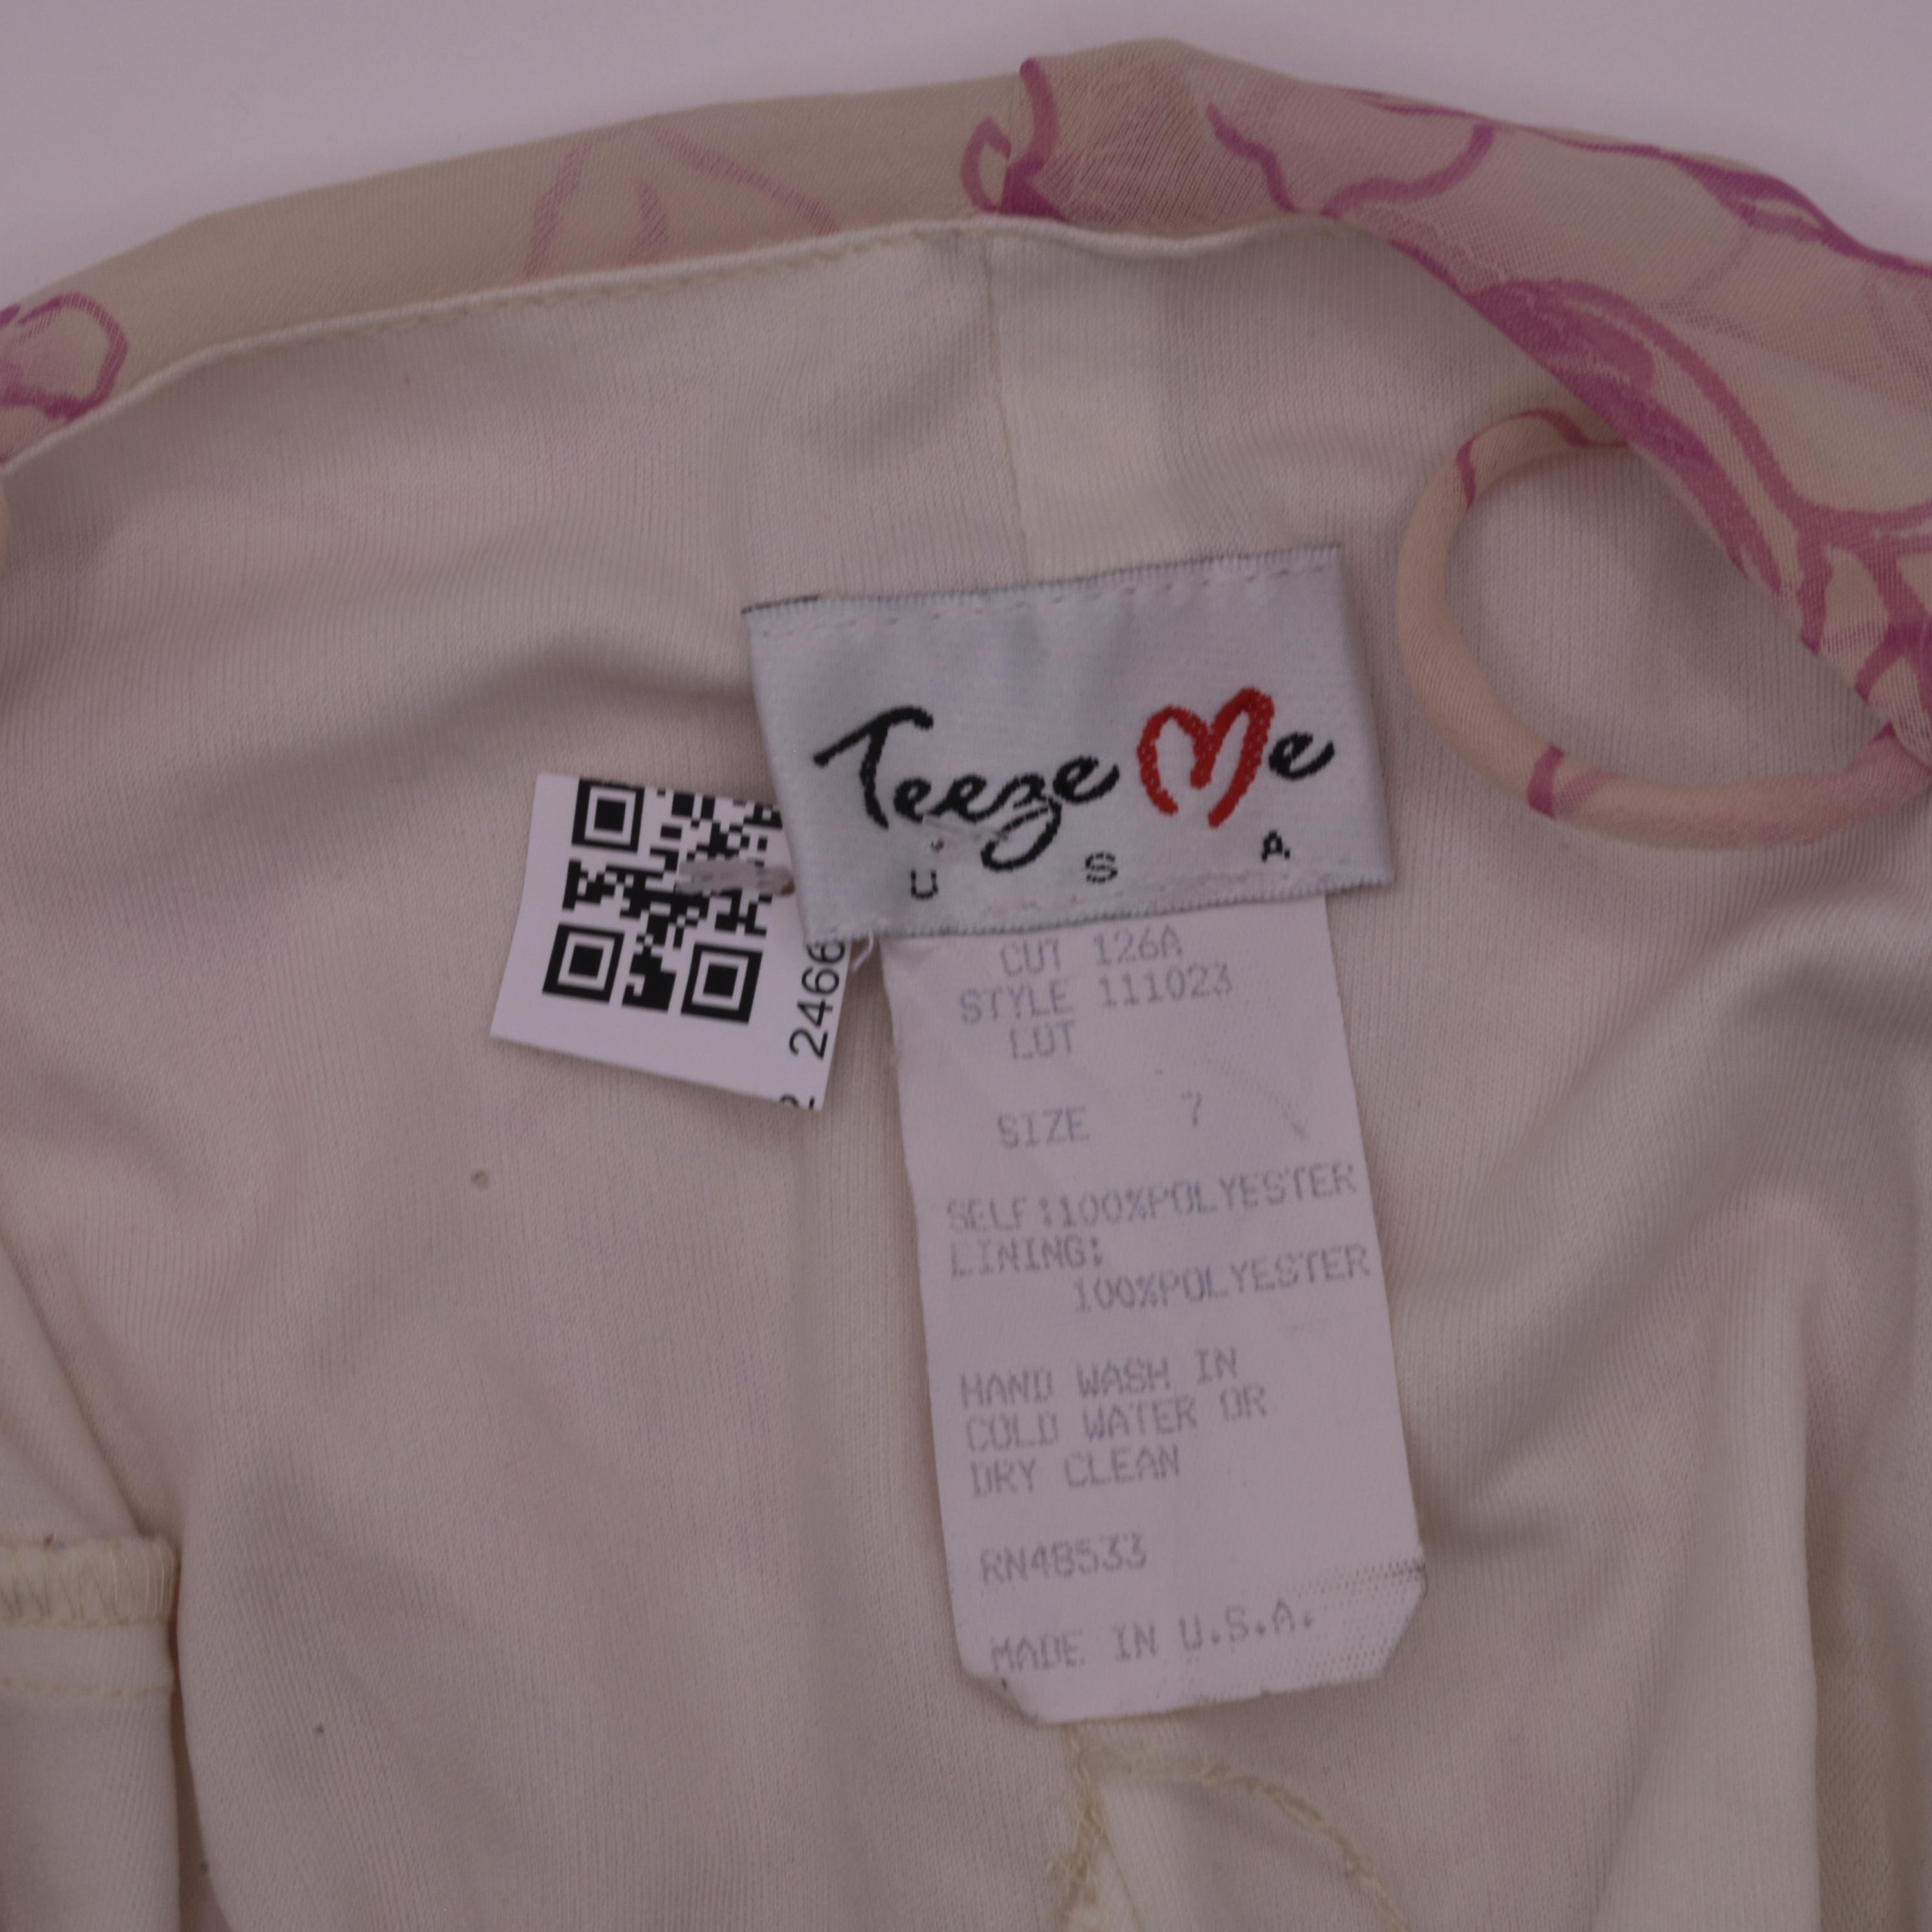 Teeze Me
U S A
2466
CUT 126A
STYLE 111023
LUT
SIZE 7
SELF:100%POLYESTER
LINING:
100%POLYESTER
HAND WASH IN
COLD WATER OR
DRY CLEAN
RN48533
MADE IN U.S.A.